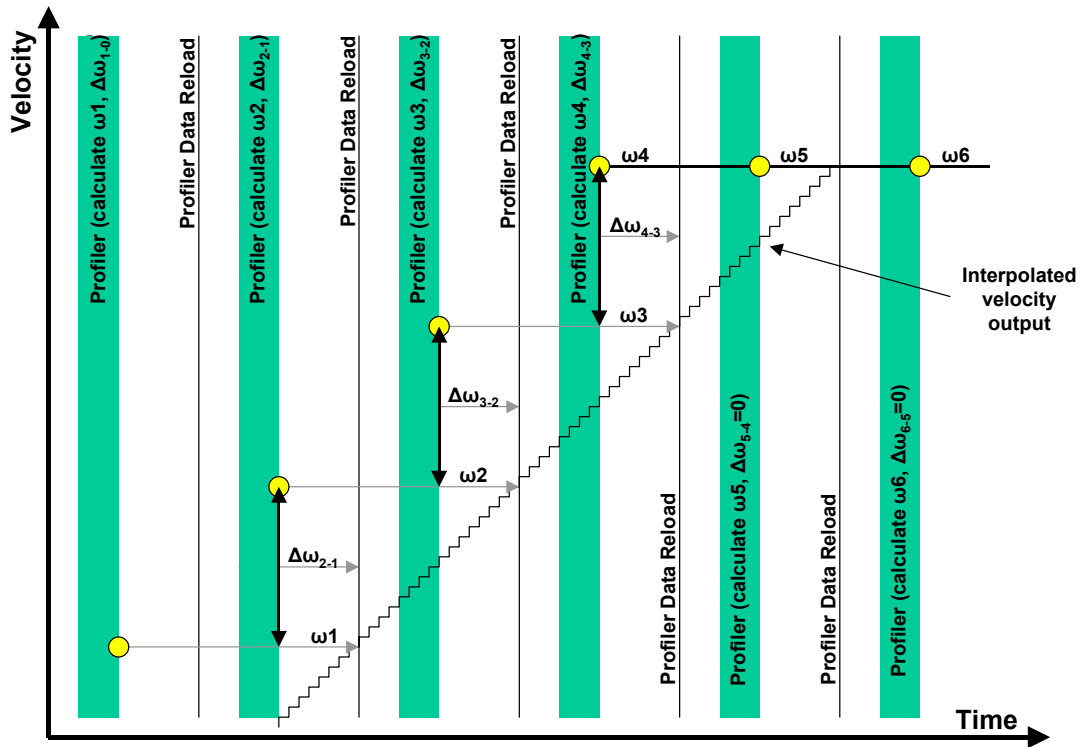 Velocity
Profiler (calculate ω1, Δω1-0)
Profiler Data Reload
Profiler (calculate ω2, Δω2-1)
Profiler Data Reload
Profiler (calculate ω3, Δω3-2)
Profiler Data Reload
Profiler (calculate ω4, Δω4-3)
Profiler Data Reload
Profiler (calculate ω5, Δω5-4=0)
Profiler Data Reload
Profiler (calculate ω6, Δω6-5=0)
ω4
ω5
ω6
Δω4-3
Interpolated
velocity
output
ω3
Δω3-2
ω2
Δω2-1
ω1
Time